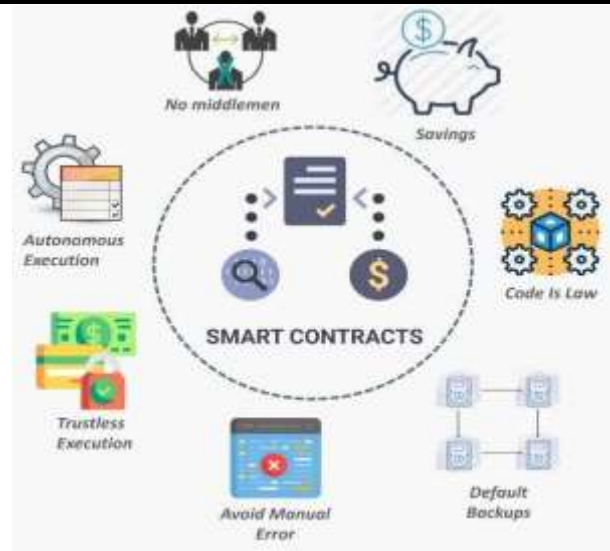 No middlemen
Savings
Autonomous
Execution
Code Is Law
SMART CONTRACTS
Trustless
Execution
Avoid Manual
Error
Default
Backups